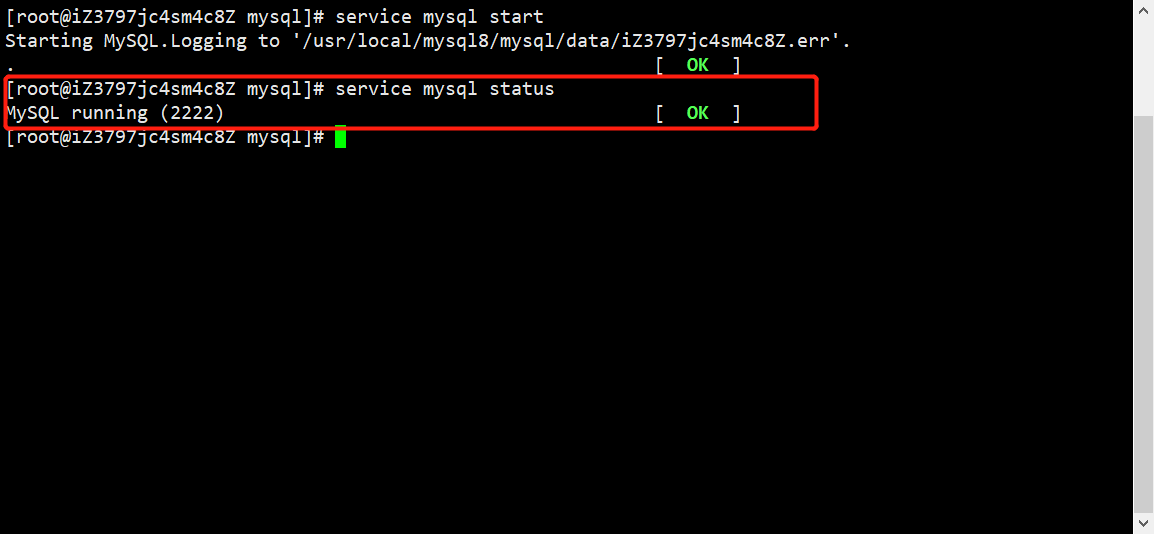 [root@iZ3797jc4sm4c8Z mysql]# service mysql start
Starting MySQL.Logging to '/usr/local/mysql8/mysql/data/iZ3797jc4sm4c8Z.err'.
. [ OK ]
[root@iZ3797jc4sm4c8Z mysql]# service mysql status
MySQL running (2222) [ OK ]
[root@iZ3797jc4sm4c8Z mysql]#